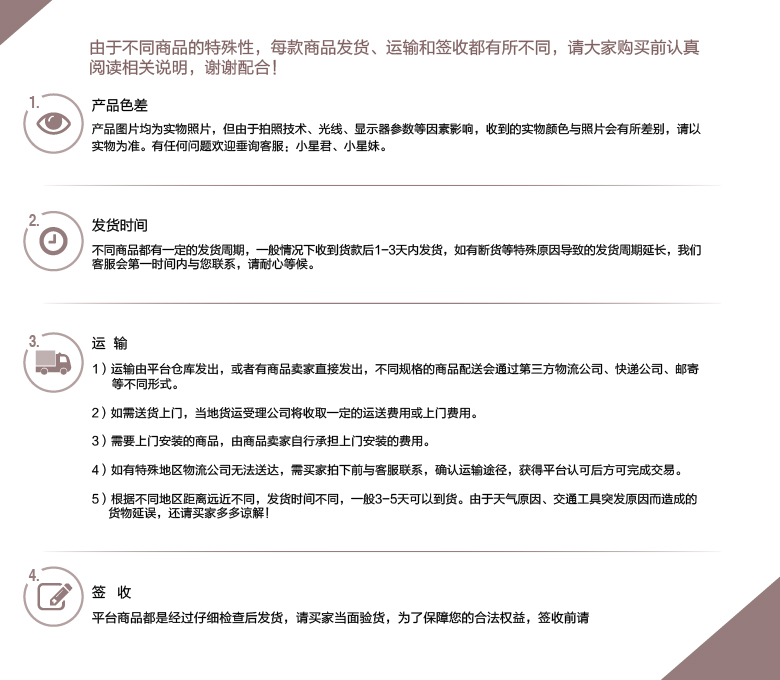 由于不同商品的特殊性，每款商品发货、运输和签收都有所不同，请大家购买前认真
阅读相关说明，谢谢配合！
1.
产品色差
产品图片均为实物照片，但由于拍照技术、光线、显示器参数等因素影响，收到的实物颜色与照片会有所差别，请以
实物为准。有任何问题欢迎垂询客服：小星君、小星妹。
2.
发货时间
不同商品都有一定的发货周期，一般情况下收到货款后1-3天内发货，如有断货等特殊原因导致的发货周期延长，我们
客服会第一时间内与您联系，请耐心等候。
3.
运 输
1）运输由平台仓库发出，或者有商品卖家直接发出，不同规格的商品配送会通过第三方物流公司、快递公司、邮寄
等不同形式。
2）如需送货上门，当地货运受理公司将收取一定的运送费用或上门费用。
3）需要上门安装的商品，由商品卖家自行承担上门安装的费用。
4）如有特殊地区物流公司无法送达，需买家拍下前与客服联系，确认运输途径，获得平台认可后方可完成交易。
5）根据不同地区距离远近不同，发货时间不同，一般3-5天可以到货。由于天气原因、交通工具突发原因而造成的
货物延误，还请买家多多谅解！
4.
签 收
平台商品都是经过仔细检查后发货，请买家当面验货，为了保障您的合法权益，签收前请